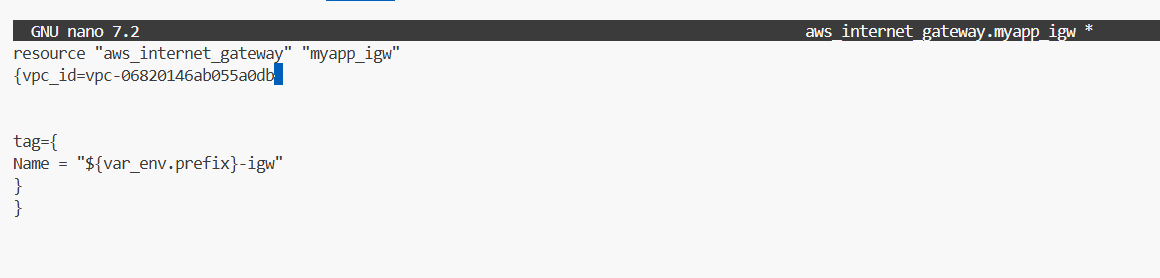 GNU nano 7.2 aws_internet_gateway.myapp_igw *
resource "aws_internet_gateway" "myapp_igw"
{vpc_id=vpc-06820146ab055a0db
tag={
Name = "${var_env.prefix}-igw"
}
}